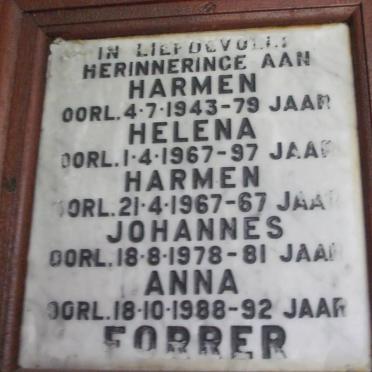 IN LIEFDEVOLLE
HERINNERINGE AAN
HARMEN
OORL. 4·7·1943-79 JAAR
HELENA
OORL. 1·4·1967-97 JAAR
HARMEN
OORL. 21·4·1967-67 JAAR
JOHANNES
OORL. 18·8·1978-81 JAAR
ANNA
OORL. 18·10·1988-92 JAAR
FORRER